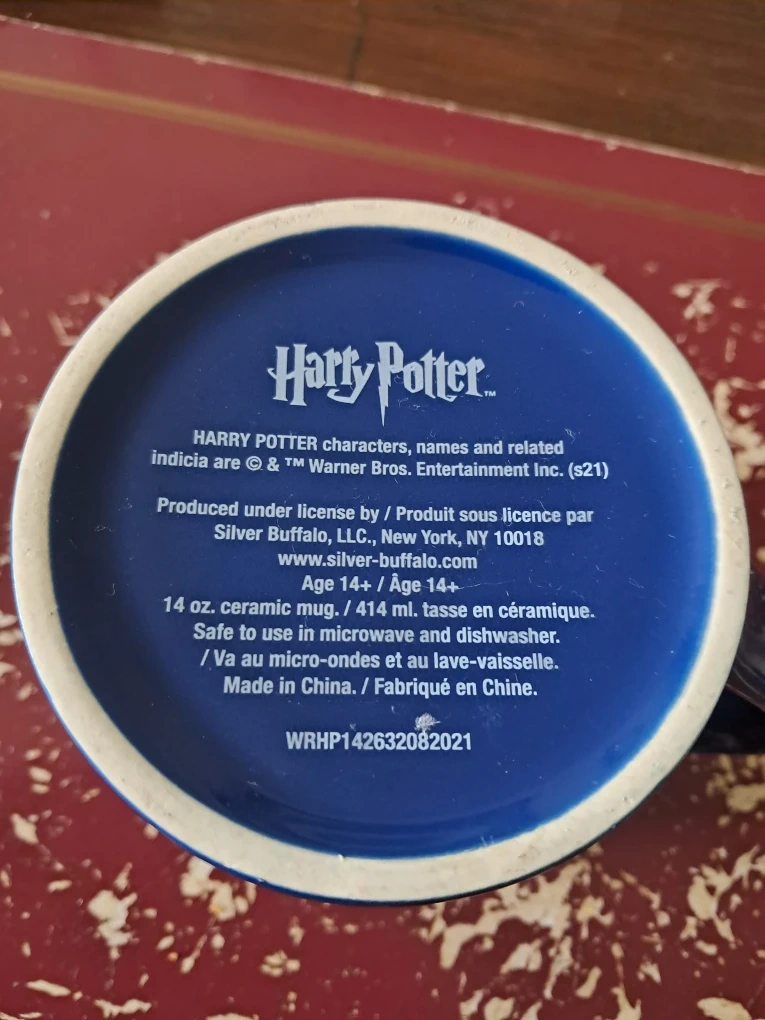 Harry Potter™
HARRY POTTER characters, names and related
indicia are © & ™ Warner Bros. Entertainment Inc. (s21)
Produced under license by / Produit sous licence par
Silver Buffalo, LLC., New York, NY 10018
www.silver-buffalo.com
Age 14+ / Âge 14+
14 oz. ceramic mug. / 414 ml. tasse en céramique.
Safe to use in microwave and dishwasher.
/ Va au micro-ondes et au lave-vaisselle.
Made in China. / Fabriqué en Chine.
WRHP142632082021